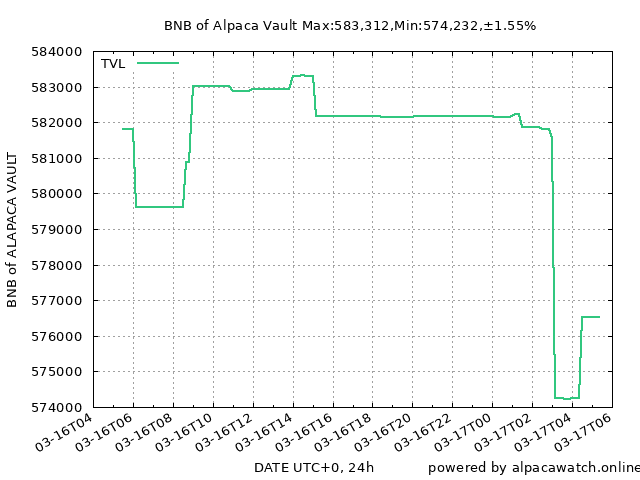 BNB of Alpaca Vault Max:583,312,Min:574,232,±1.55%
TVL
584000
583000
582000
581000
580000
579000
578000
577000
576000
575000
574000
BNB of ALAPACA VAULT
03-16T04
03-16T06
03-16T08
03-16T10
03-16T12
03-16T14
03-16T16
03-16T18
03-16T20
03-16T22
03-17T00
03-17T02
03-17T04
03-17T06
DATE UTC+0, 24h
powered by alpacawatch.online